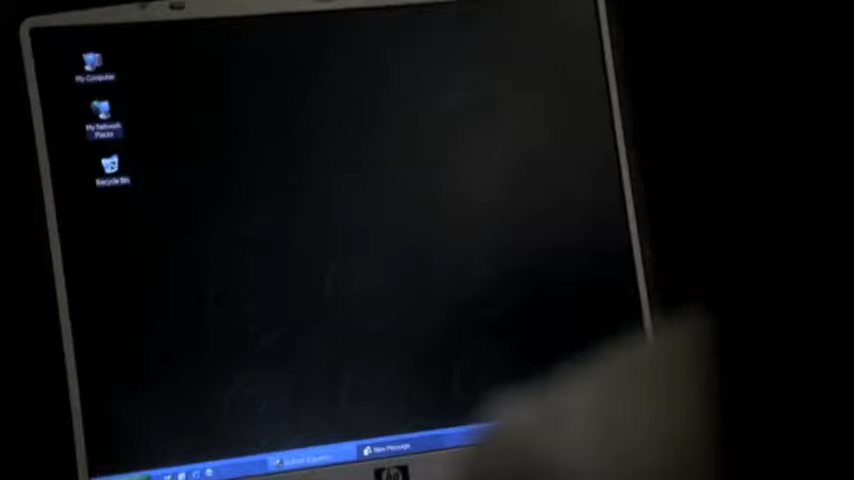 My Computer
My Network
Places
Recycle Bin
New Message
hp